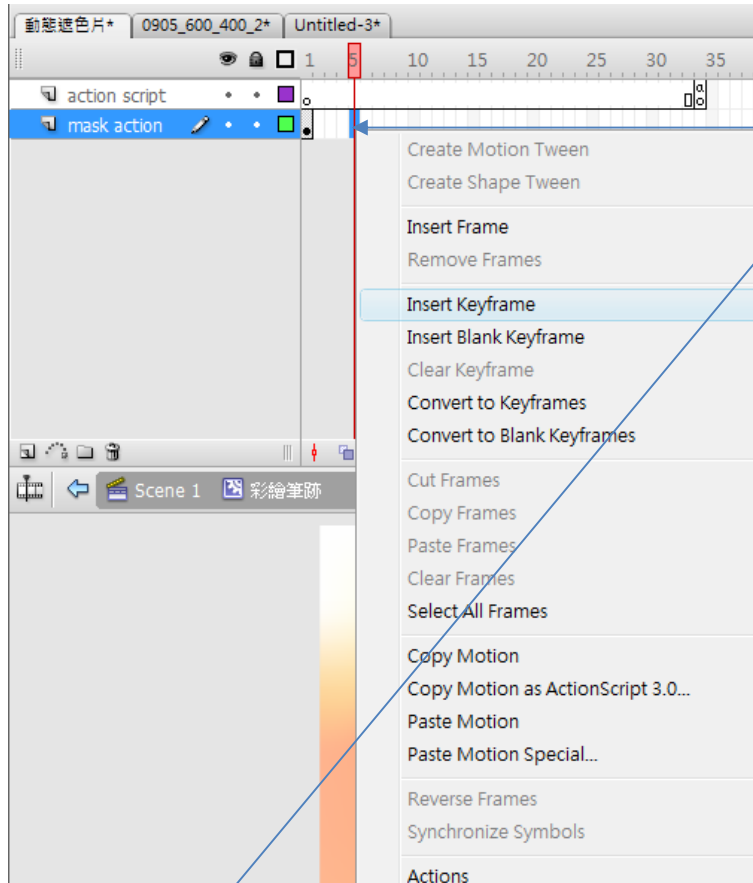 動態遮色片* 0905_600_400_2* Untitled-3*
1 5 10 15 20 25 30 35
action script
a
mask action
Create Motion Tween
Create Shape Tween
Insert Frame
Remove Frames
Insert Keyframe
Insert Blank Keyframe
Clear Keyframe
Convert to Keyframes
Convert to Blank Keyframes
Cut Frames
Copy Frames
Paste Frames
Clear Frames
Select All Frames
Copy Motion
Copy Motion as ActionScript 3.0...
Paste Motion
Paste Motion Special...
Reverse Frames
Synchronize Symbols
Actions
Scene 1 彩繪筆跡